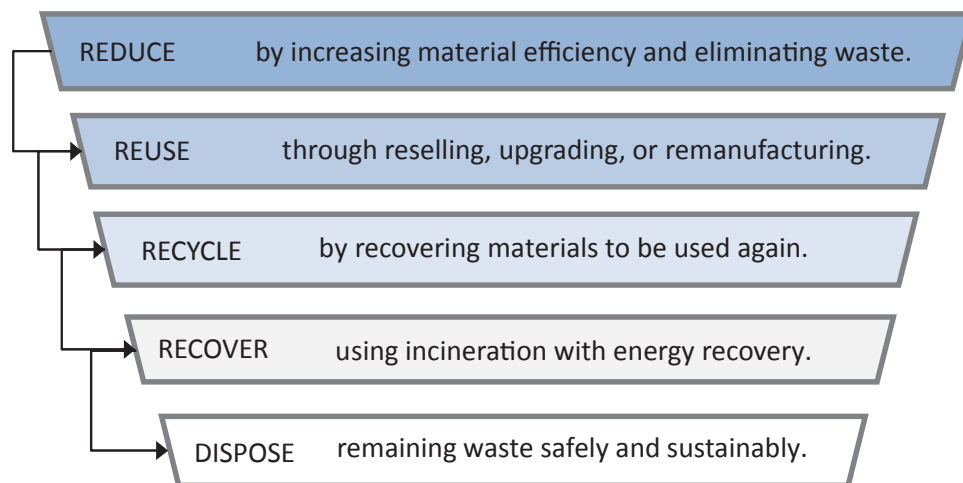 REDUCE by increasing material efficiency and eliminating waste.
REUSE through reselling, upgrading, or remanufacturing.
RECYCLE by recovering materials to be used again.
RECOVER using incineration with energy recovery.
DISPOSE remaining waste safely and sustainably.